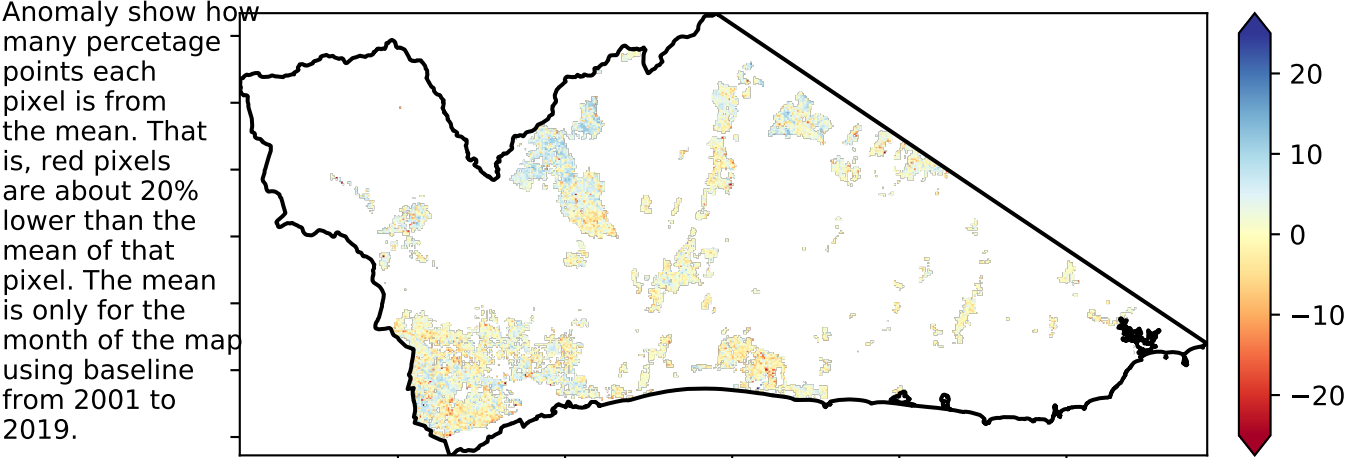 Anomaly show how
many percetage
points each
pixel is from
the mean. That
is, red pixels
are about 20%
lower than the
mean of that
pixel. The mean
is only for the
month of the map
using baseline
from 2001 to
2019.
20
10
0
−10
−20